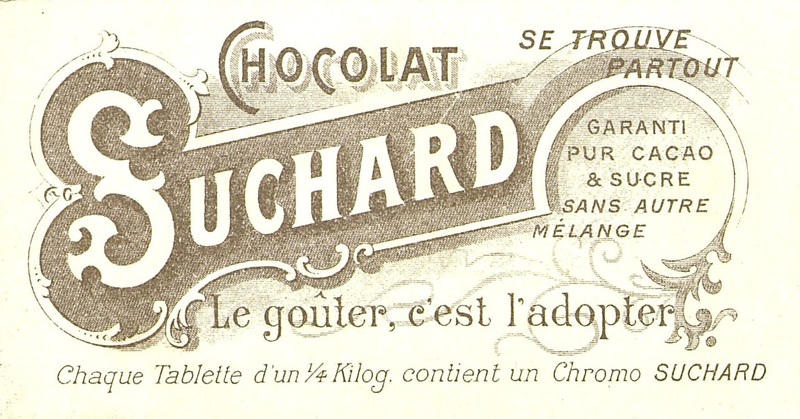 CHOCOLAT
SUCHARD
SE TROUVE
PARTOUT
GARANTI
PUR CACAO
& SUCRE
SANS AUTRE
MÉLANGE
Le goûter, c'est l'adopter
Chaque Tablette d'un ¼ Kilog. contient un Chromo SUCHARD